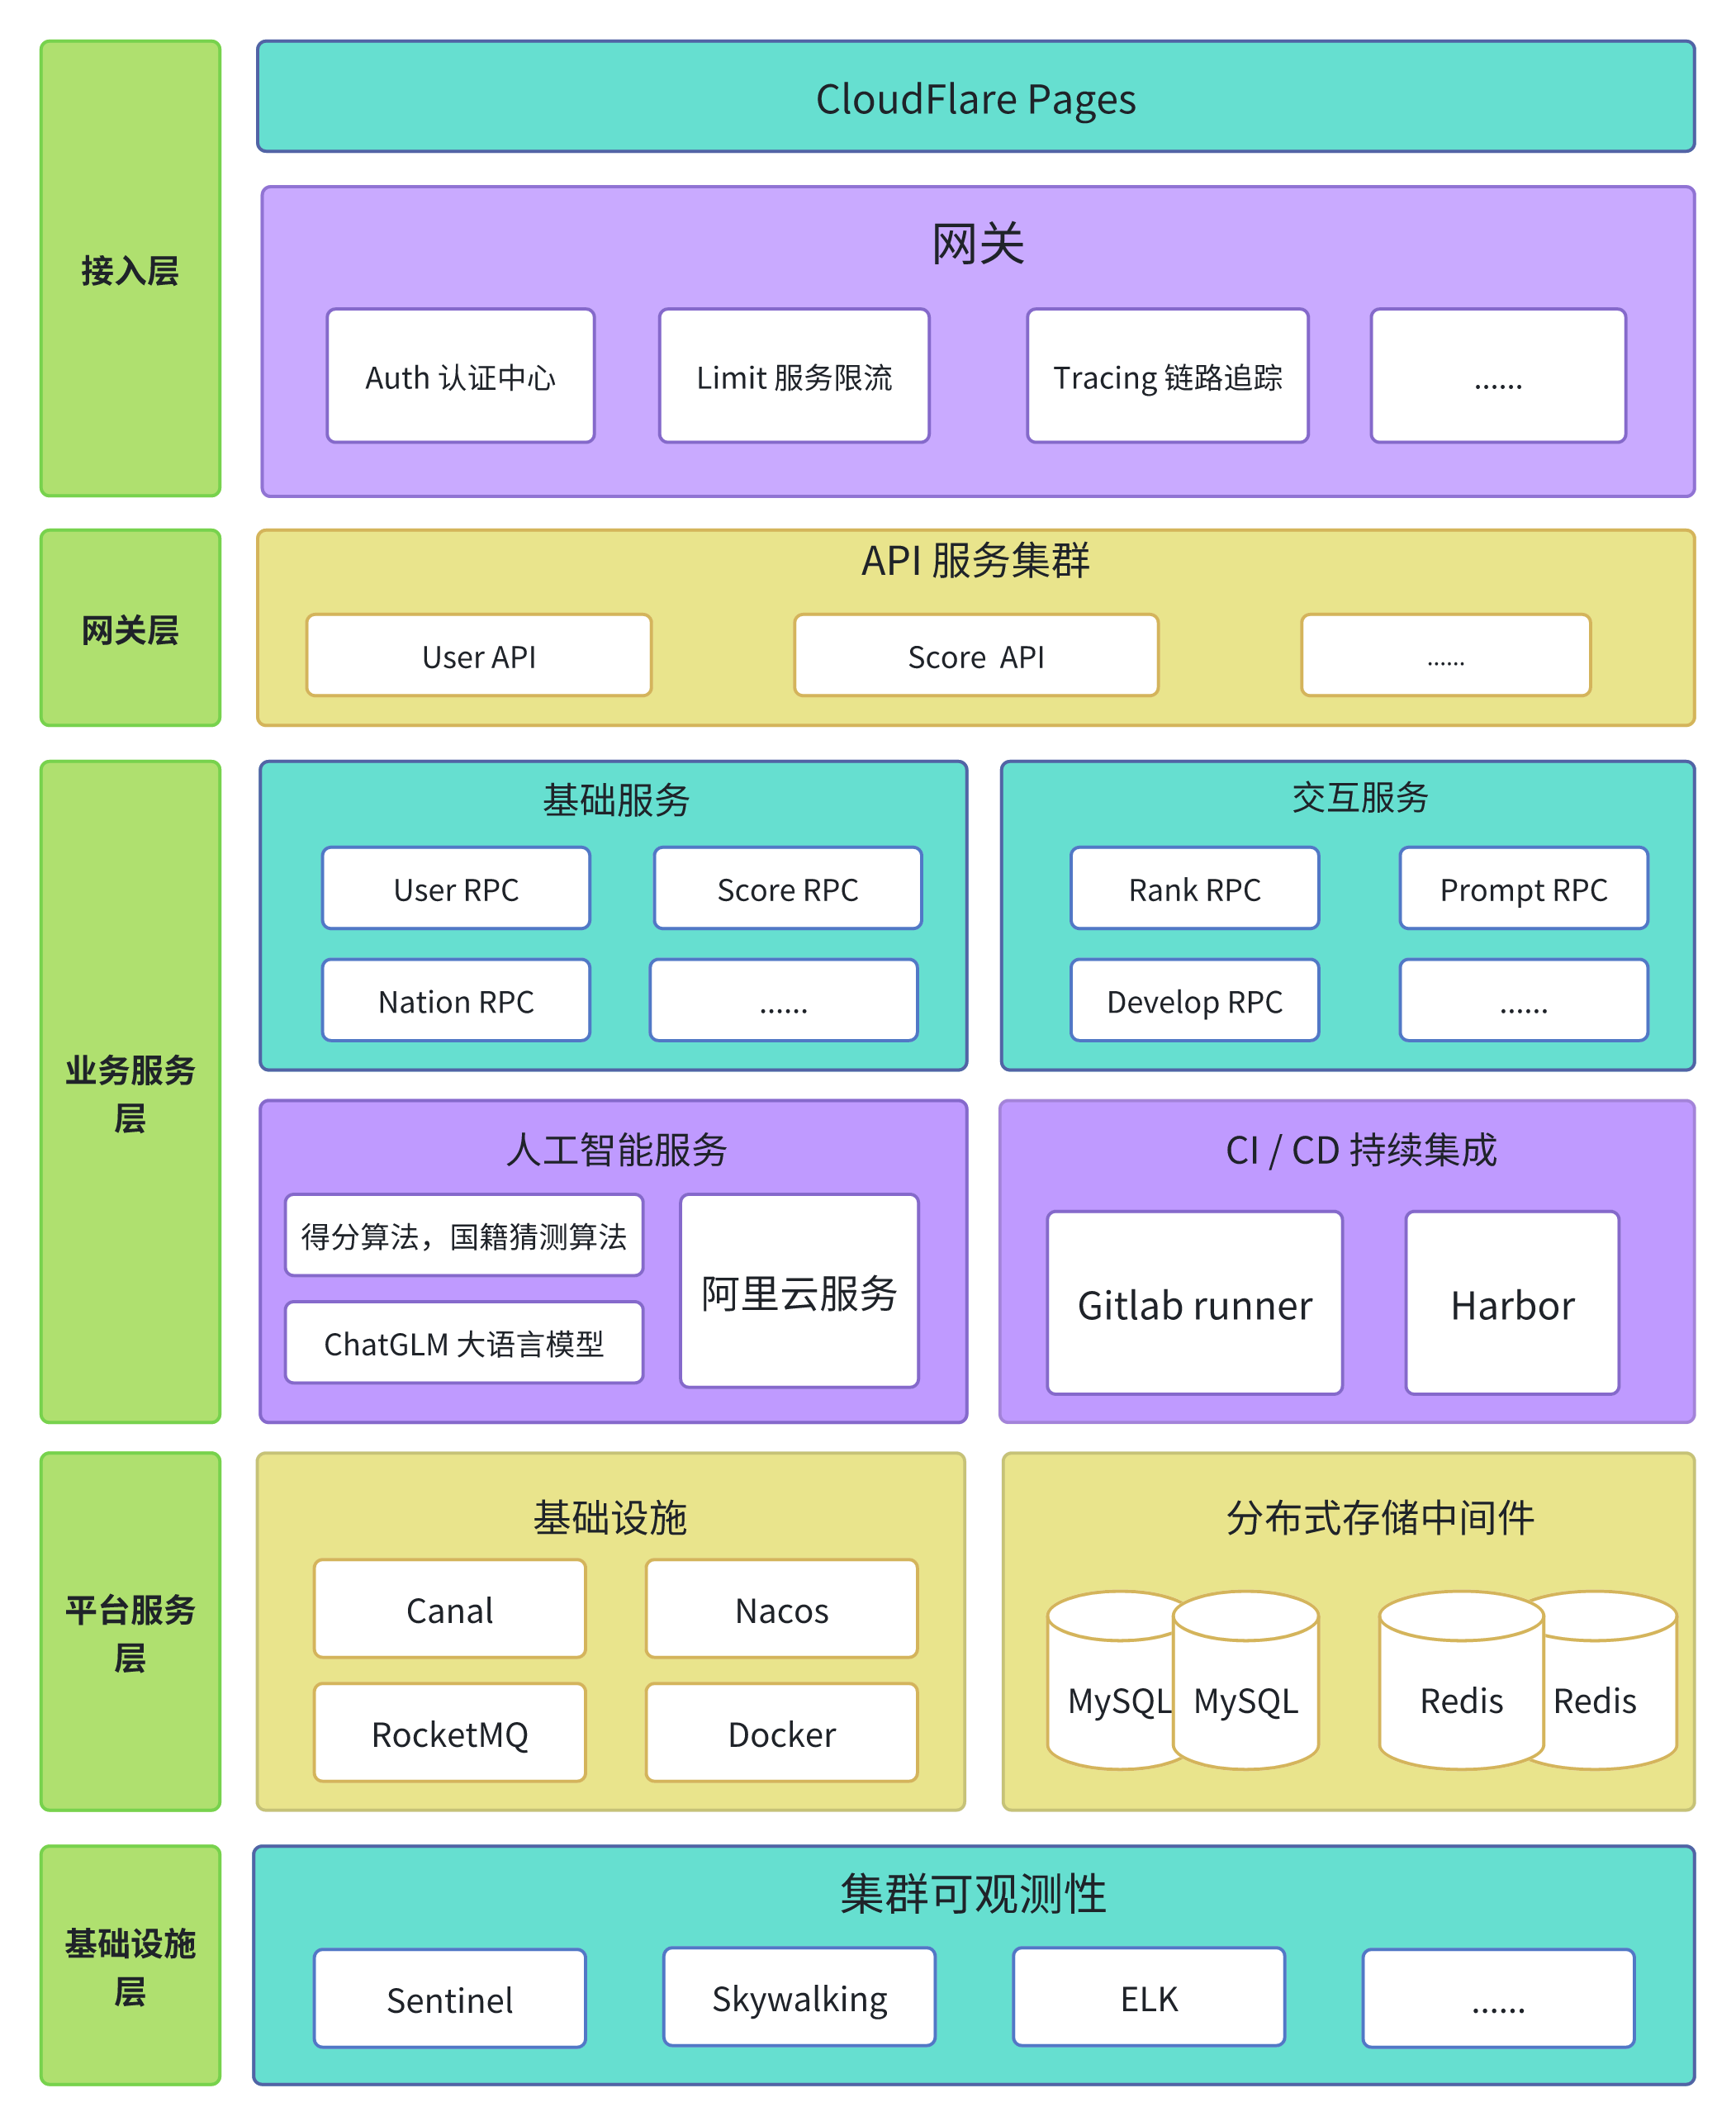 接入层
CloudFlare Pages
网关
Auth 认证中心
Limit 服务限流
Tracing 链路追踪
......
网关层
API 服务集群
User API
Score  API
......
业务服务
层
基础服务
User RPC
Score RPC
Nation RPC
......
交互服务
Rank RPC
Prompt RPC
Develop RPC
......
人工智能服务
得分算法，国籍猜测算法
ChatGLM 大语言模型
阿里云服务
CI / CD 持续集成
Gitlab runner
Harbor
平台服务
层
基础设施
Canal
Nacos
RocketMQ
Docker
分布式存储中间件
MySQL
MySQL
Redis
Redis
基础设施
层
集群可观测性
Sentinel
Skywalking
ELK
......